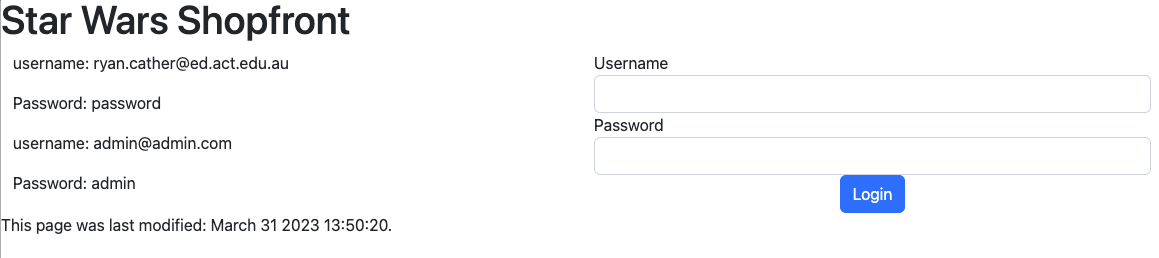 Star Wars Shopfront
username: ryan.cather@ed.act.edu.au
Password: password
username: admin@admin.com
Password: admin
Username
Password
Login
This page was last modified: March 31 2023 13:50:20.